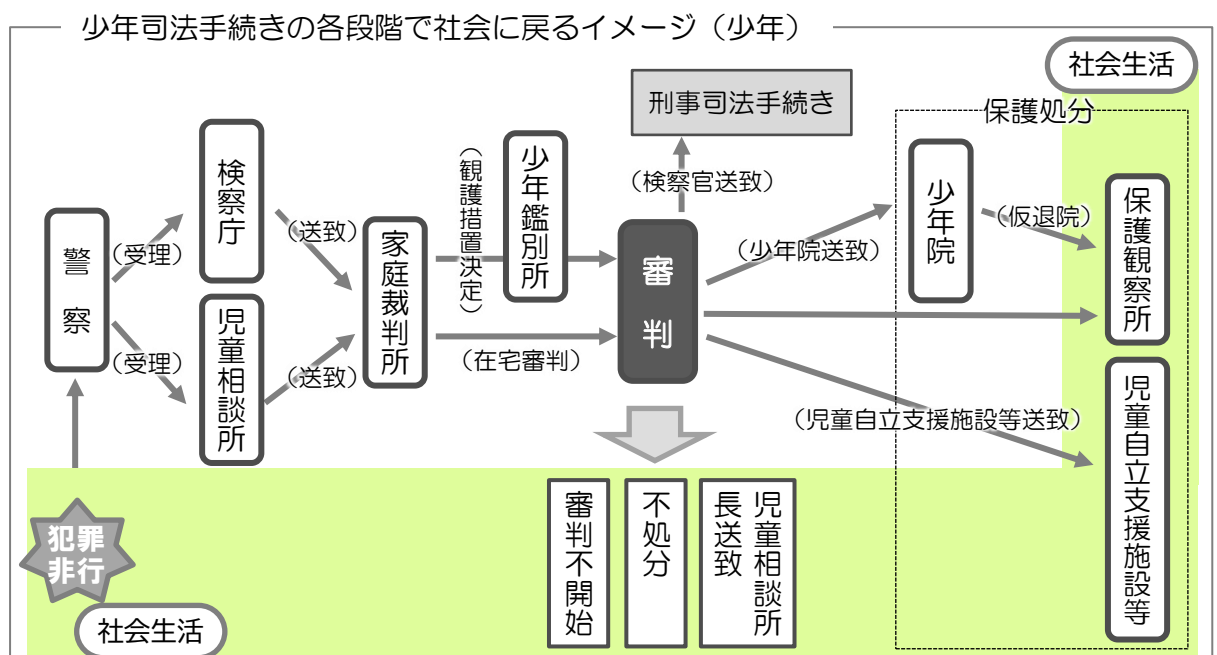 少年司法手続きの各段階で社会に戻るイメージ（少年）
社会生活
刑事司法手続き
保護処分
検察庁
（観護措置決定）
少年鑑別所
（検察官送致）
少年院
（仮退院）
保護観察所
警察
（受理）
（送致）
家庭裁判所
審判
（少年院送致）
児童相談所
（受理）
（送致）
（在宅審判）
（児童自立支援施設等送致）
児童自立支援施設等
犯罪
非行
社会生活
審判不開始
不処分
児童相談所
長送致